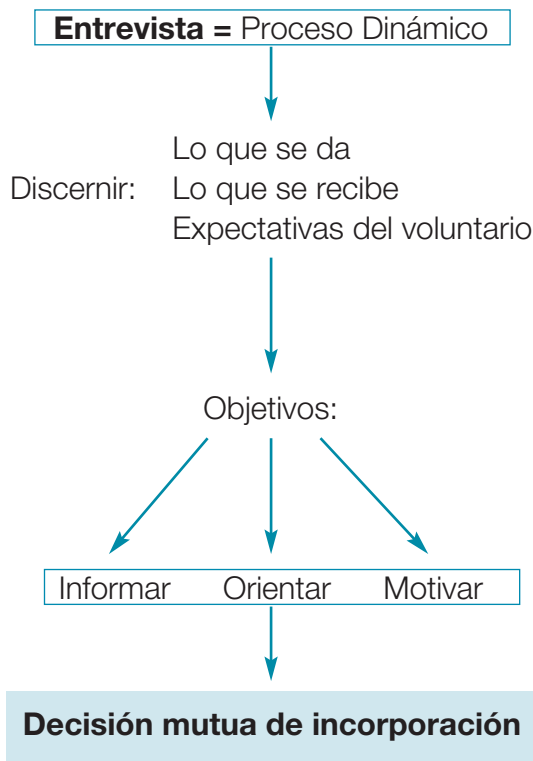 Entrevista = Proceso Dinámico
Lo que se da
Discernir: Lo que se recibe
Expectativas del voluntario
Objetivos:
Informar Orientar Motivar
Decisión mutua de incorporación